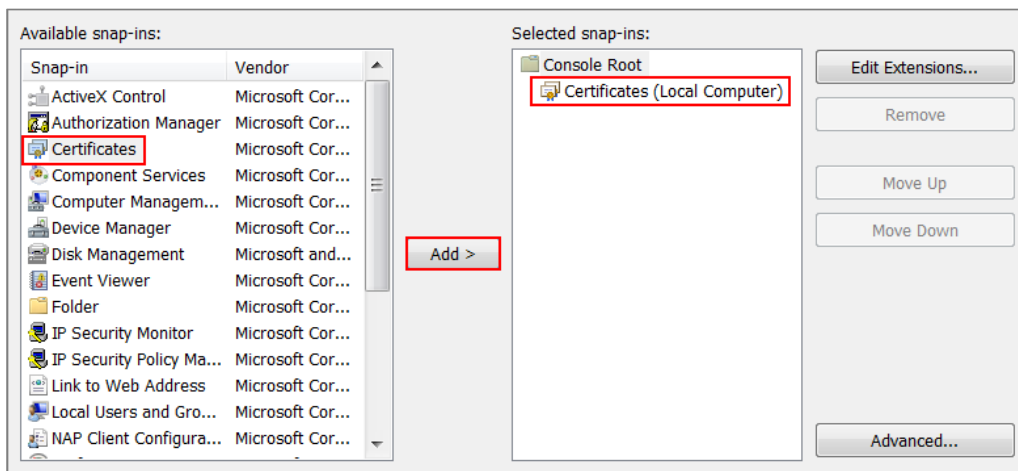 Available snap-ins:
Snap-in Vendor
ActiveX Control Microsoft Cor...
Authorization Manager Microsoft Cor...
Certificates Microsoft Cor...
Component Services Microsoft Cor...
Computer Managem... Microsoft Cor...
Device Manager Microsoft Cor...
Disk Management Microsoft and...
Event Viewer Microsoft Cor...
Folder Microsoft Cor...
IP Security Monitor Microsoft Cor...
IP Security Policy Ma... Microsoft Cor...
Link to Web Address Microsoft Cor...
Local Users and Gro... Microsoft Cor...
NAP Client Configura... Microsoft Cor...
Add >
Selected snap-ins:
Console Root
Certificates (Local Computer)
Edit Extensions...
Remove
Move Up
Move Down
Advanced...